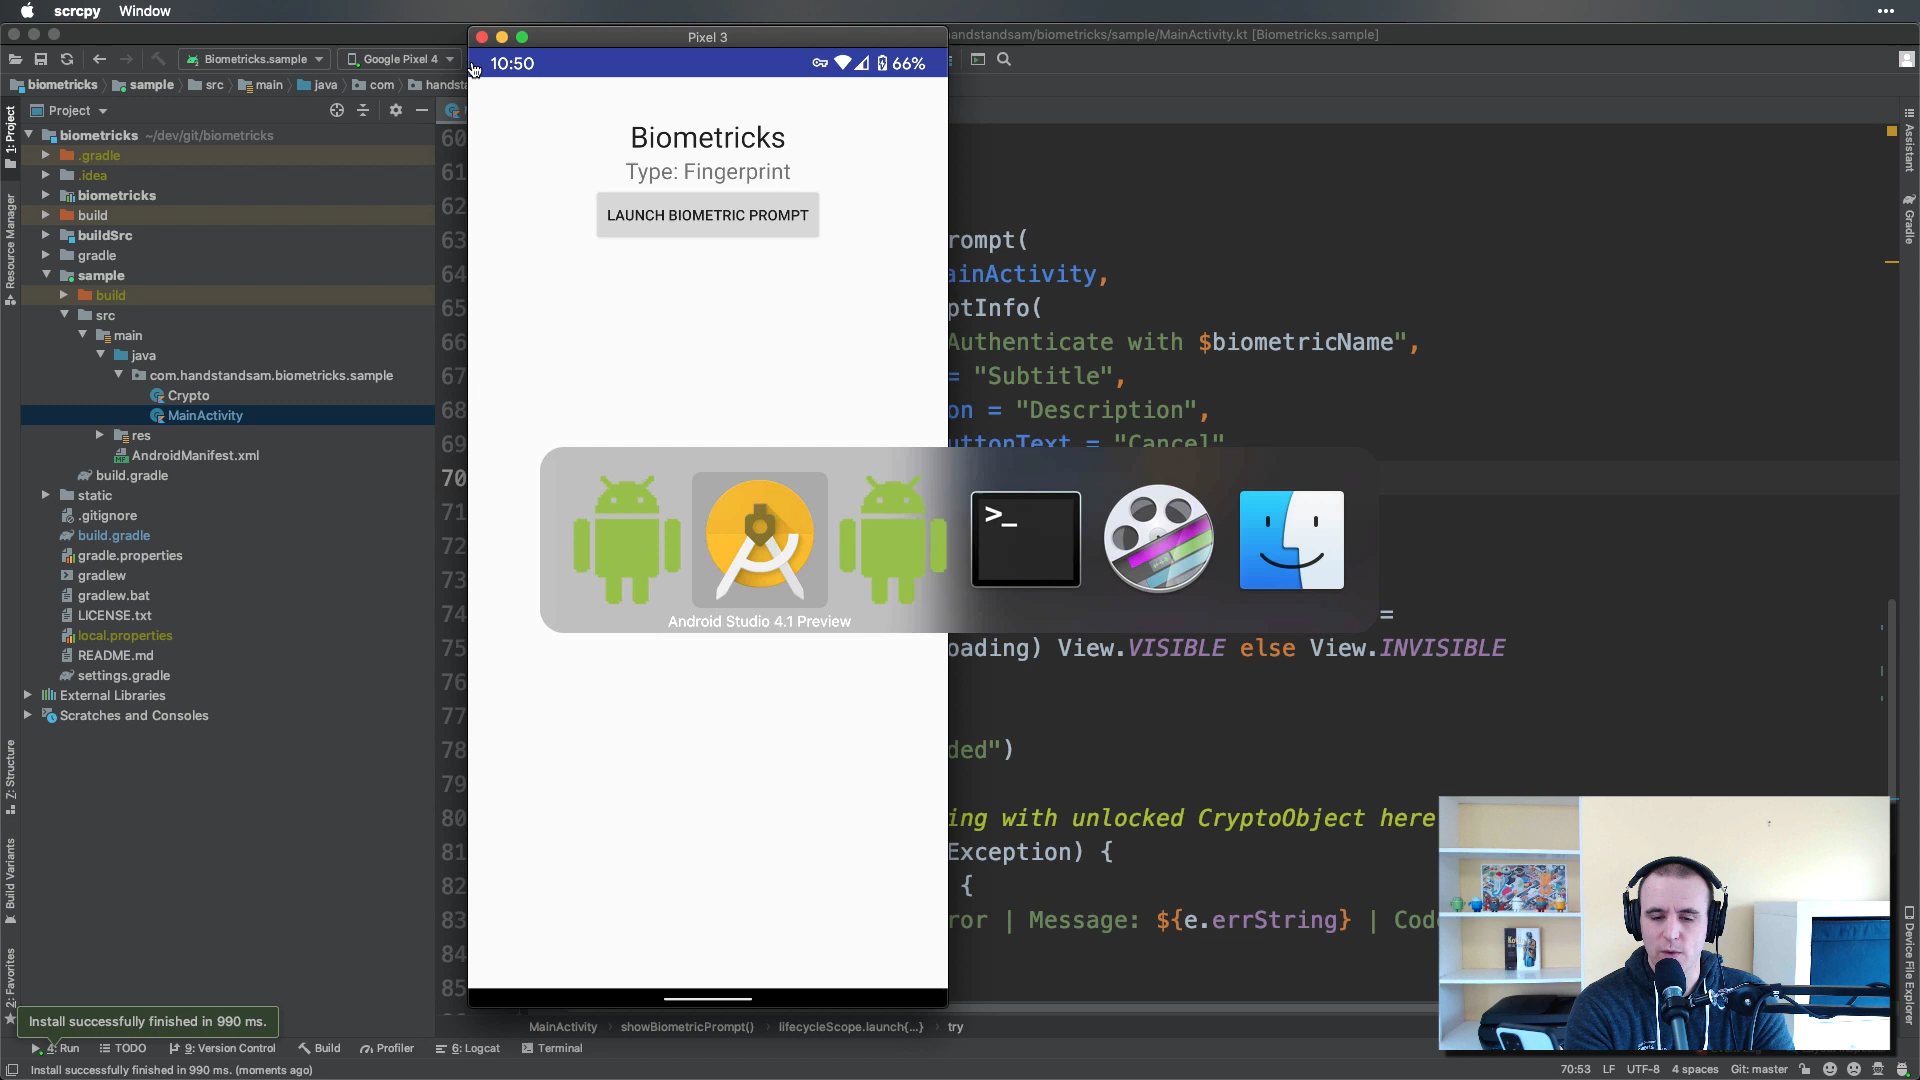 scrcpy Window
Pixel 3
handstandsam/biometricks/sample/MainActivity.kt [Biometricks.sample]
Biometricks.sample Google Pixel 4
biometricks sample src main java com handsta
10:50 66%
Project
biometricks ~/dev/git/biometricks
.gradle
.idea
biometricks
build
buildSrc
gradle
sample
build
src
main
java
com.handstandsam.biometricks.sample
Crypto
MainActivity
res
AndroidManifest.xml
build.gradle
static
.gitignore
build.gradle
gradle.properties
gradlew
gradlew.bat
LICENSE.txt
local.properties
README.md
settings.gradle
External Libraries
Scratches and Consoles
1: Project
Resource Manager
Z: Structure
Build Variants
2: Favorites
Biometricks
Type: Fingerprint
LAUNCH BIOMETRIC PROMPT
60
61
62
63 rompt(
64 ainActivity,
65 ptInfo(
66 Authenticate with $biometricName",
67 = "Subtitle",
68 on = "Description",
69 uttonText = "Cancel"
70
71
72
73
74 =
75 oading) View.VISIBLE else View.INVISIBLE
76
77
78 ded")
79
80 ing with unlocked CryptoObject here
81 Exception) {
82 {
83 ror | Message: ${e.errString} | Code
84
85
Android Studio 4.1 Preview
Assistant
Gradle
Device File Explorer
MainActivity showBiometricPrompt() lifecycleScope.launch{...} try
Install successfully finished in 990 ms.
4: Run TODO 9: Version Control Build Profiler 6: Logcat Terminal
Install successfully finished in 990 ms. (moments ago)
70:53 LF UTF-8 4 spaces Git: master